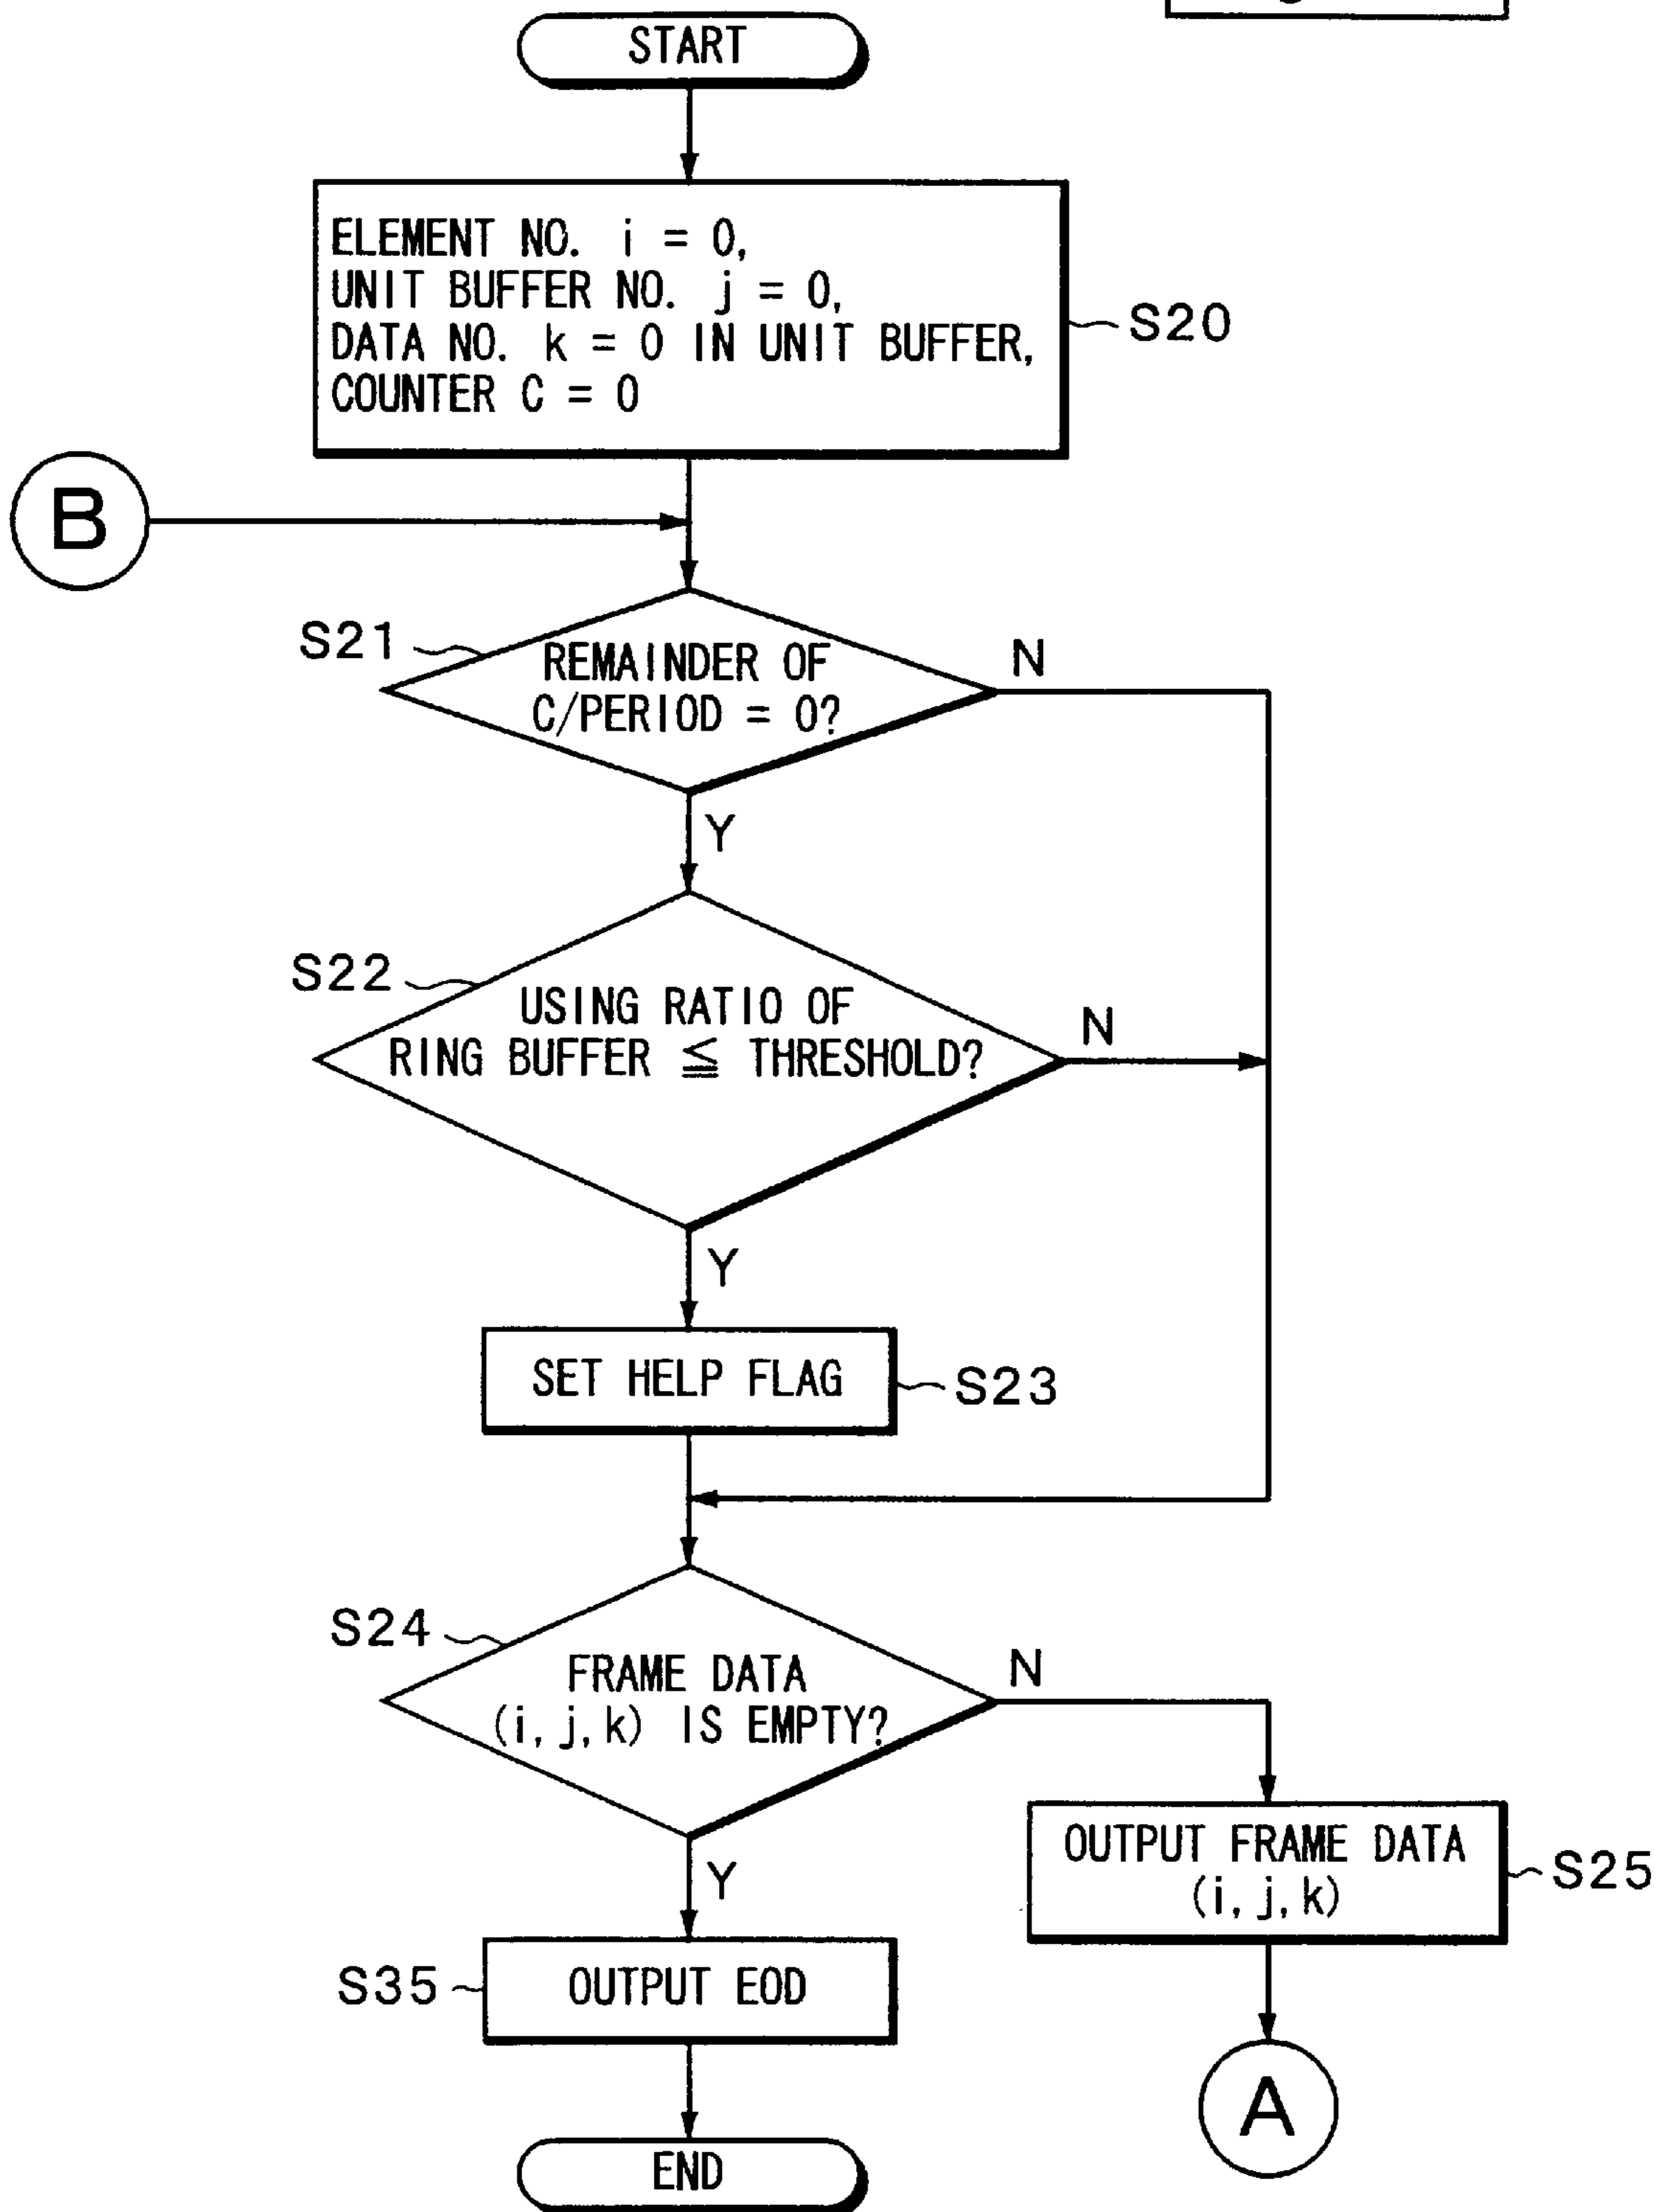 START
ELEMENT NO. i = 0,
UNIT BUFFER NO. j = 0,
DATA NO. k = 0 IN UNIT BUFFER,
COUNTER C = 0
S20
B
S21
REMAINDER OF
C/PERIOD = 0?
N
Y
S22
USING RATIO OF
RING BUFFER ≦ THRESHOLD?
N
Y
SET HELP FLAG
S23
S24
FRAME DATA
(i, j, k) IS EMPTY?
N
Y
OUTPUT FRAME DATA
(i, j, k)
S25
S35
OUTPUT EOD
A
END